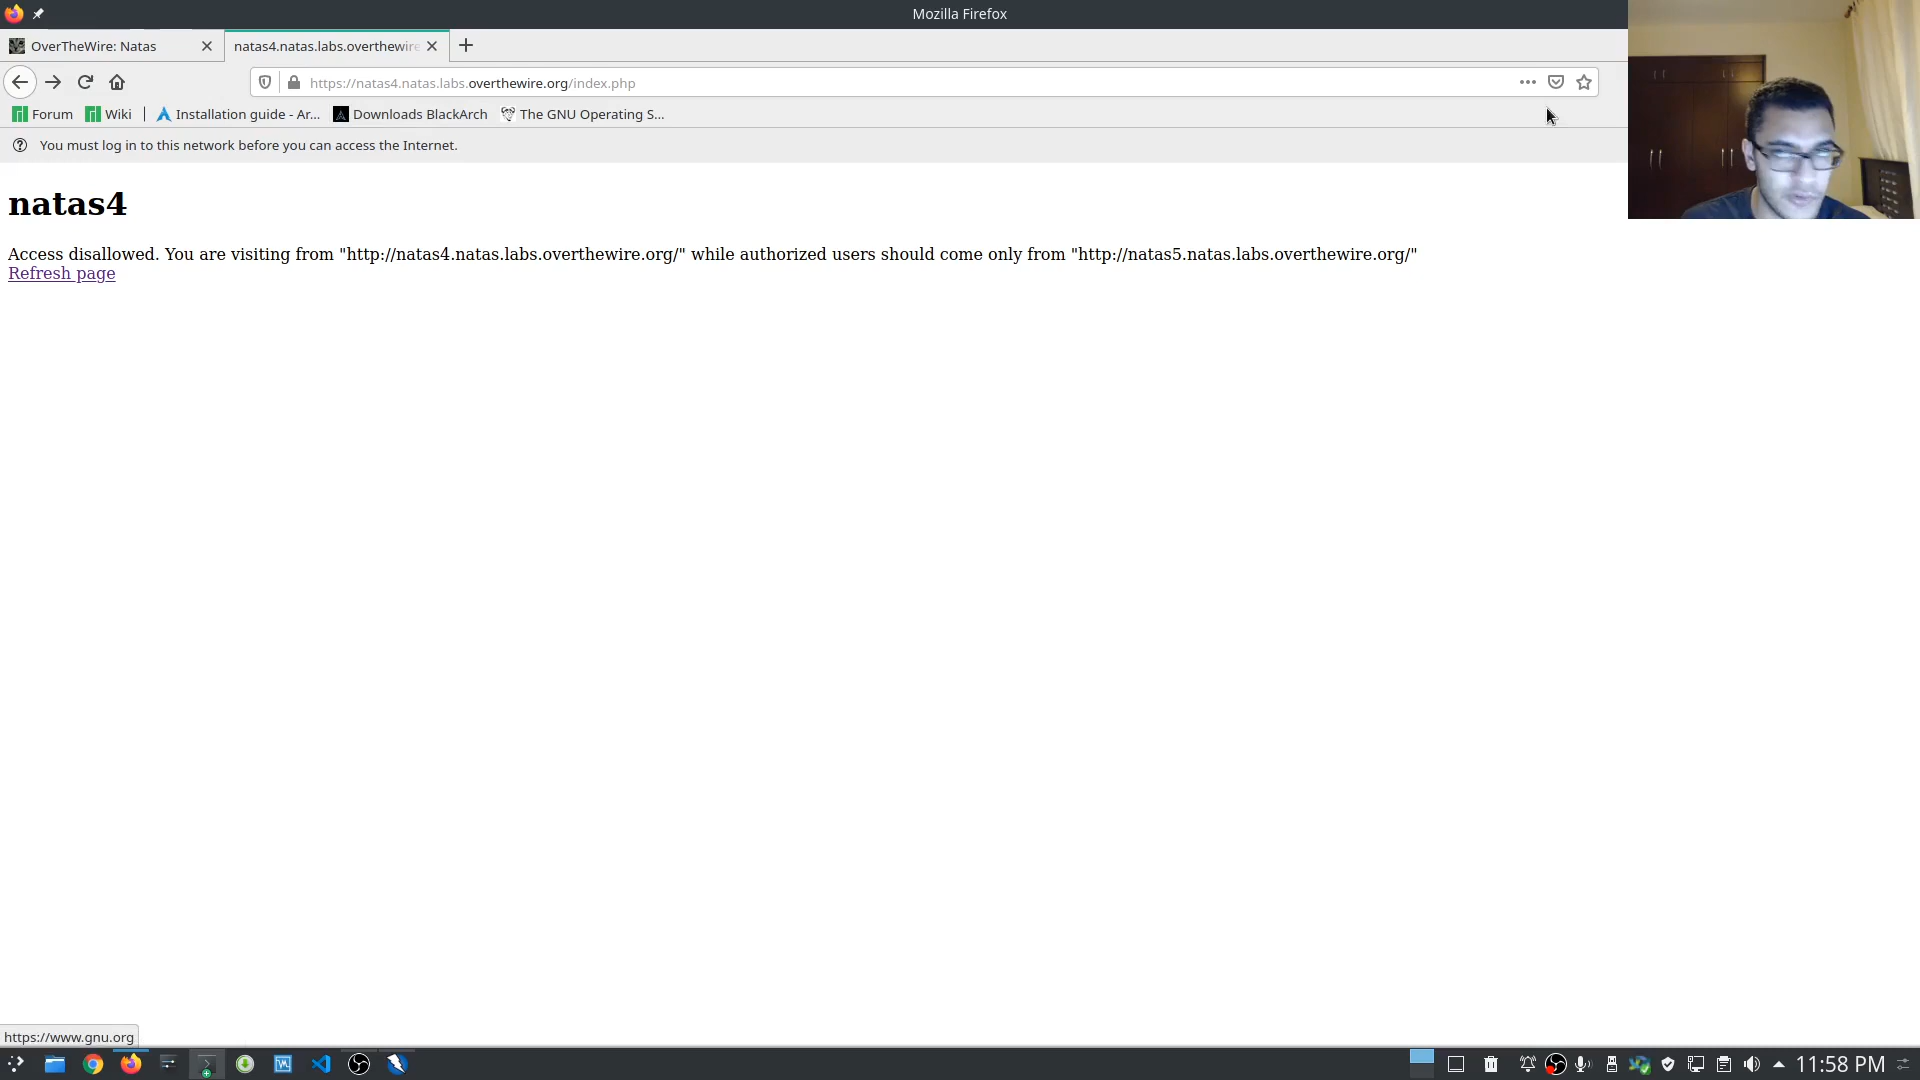 Mozilla Firefox
OverTheWire: Natas
natas4.natas.labs.overthewire
https://natas4.natas.labs.overthewire.org/index.php
Forum Wiki Installation guide - Ar... Downloads BlackArch The GNU Operating S...
You must log in to this network before you can access the Internet.
natas4
Access disallowed. You are visiting from "http://natas4.natas.labs.overthewire.org/" while authorized users should come only from "http://natas5.natas.labs.overthewire.org/"
Refresh page
https://www.gnu.org
11:58 PM